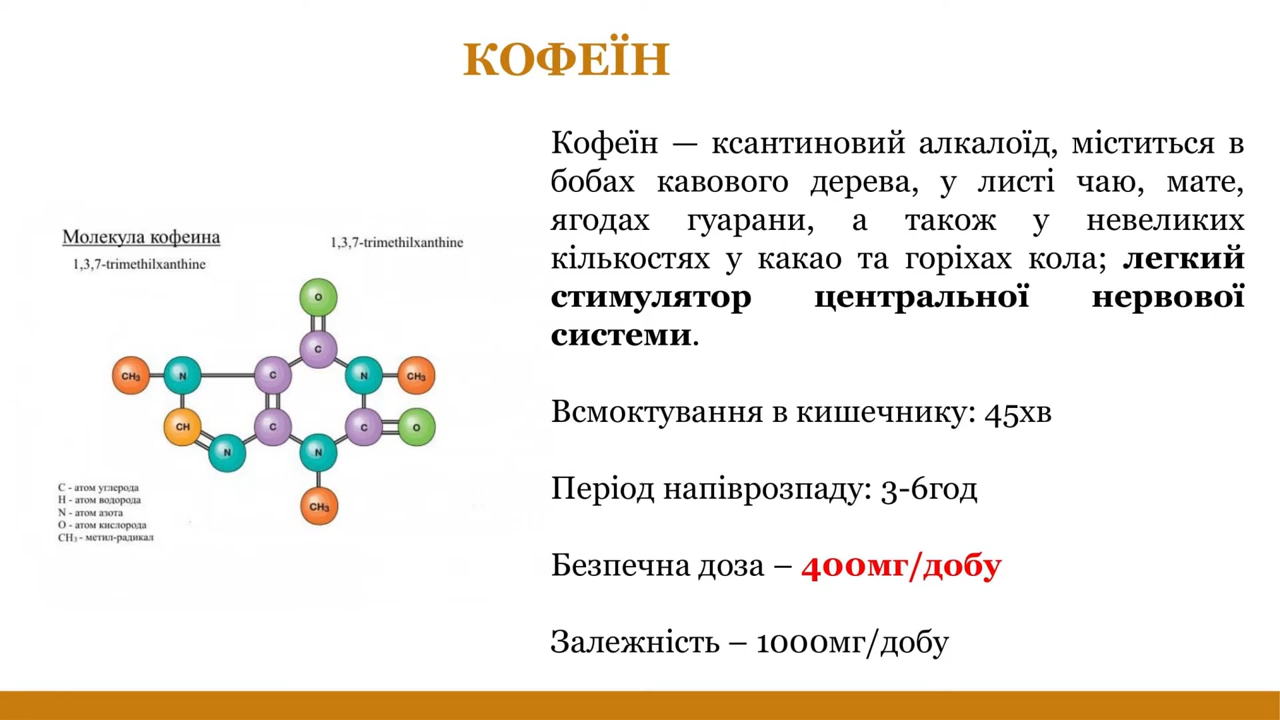 КОФЕЇН
Молекула кофеина
1,3,7-trimethilxanthine
1,3,7-trimethilxanthine
O
C
CH₃
N
C
N
CH₃
CH
C
C
O
N
N
CH₃
C - атом углерода
H - атом водорода
N - атом азота
O - атом кислорода
CH₃ - метил-радикал
Кофеїн — ксантиновий алкалоїд, міститься в
бобах кавового дерева, у листі чаю, мате,
ягодах гуарани, а також у невеликих
кількостях у какао та горіхах кола; легкий
стимулятор центральної нервової
системи.
Всмоктування в кишечнику: 45хв
Період напіврозпаду: 3-6год
Безпечна доза – 400мг/добу
Залежність – 1000мг/добу